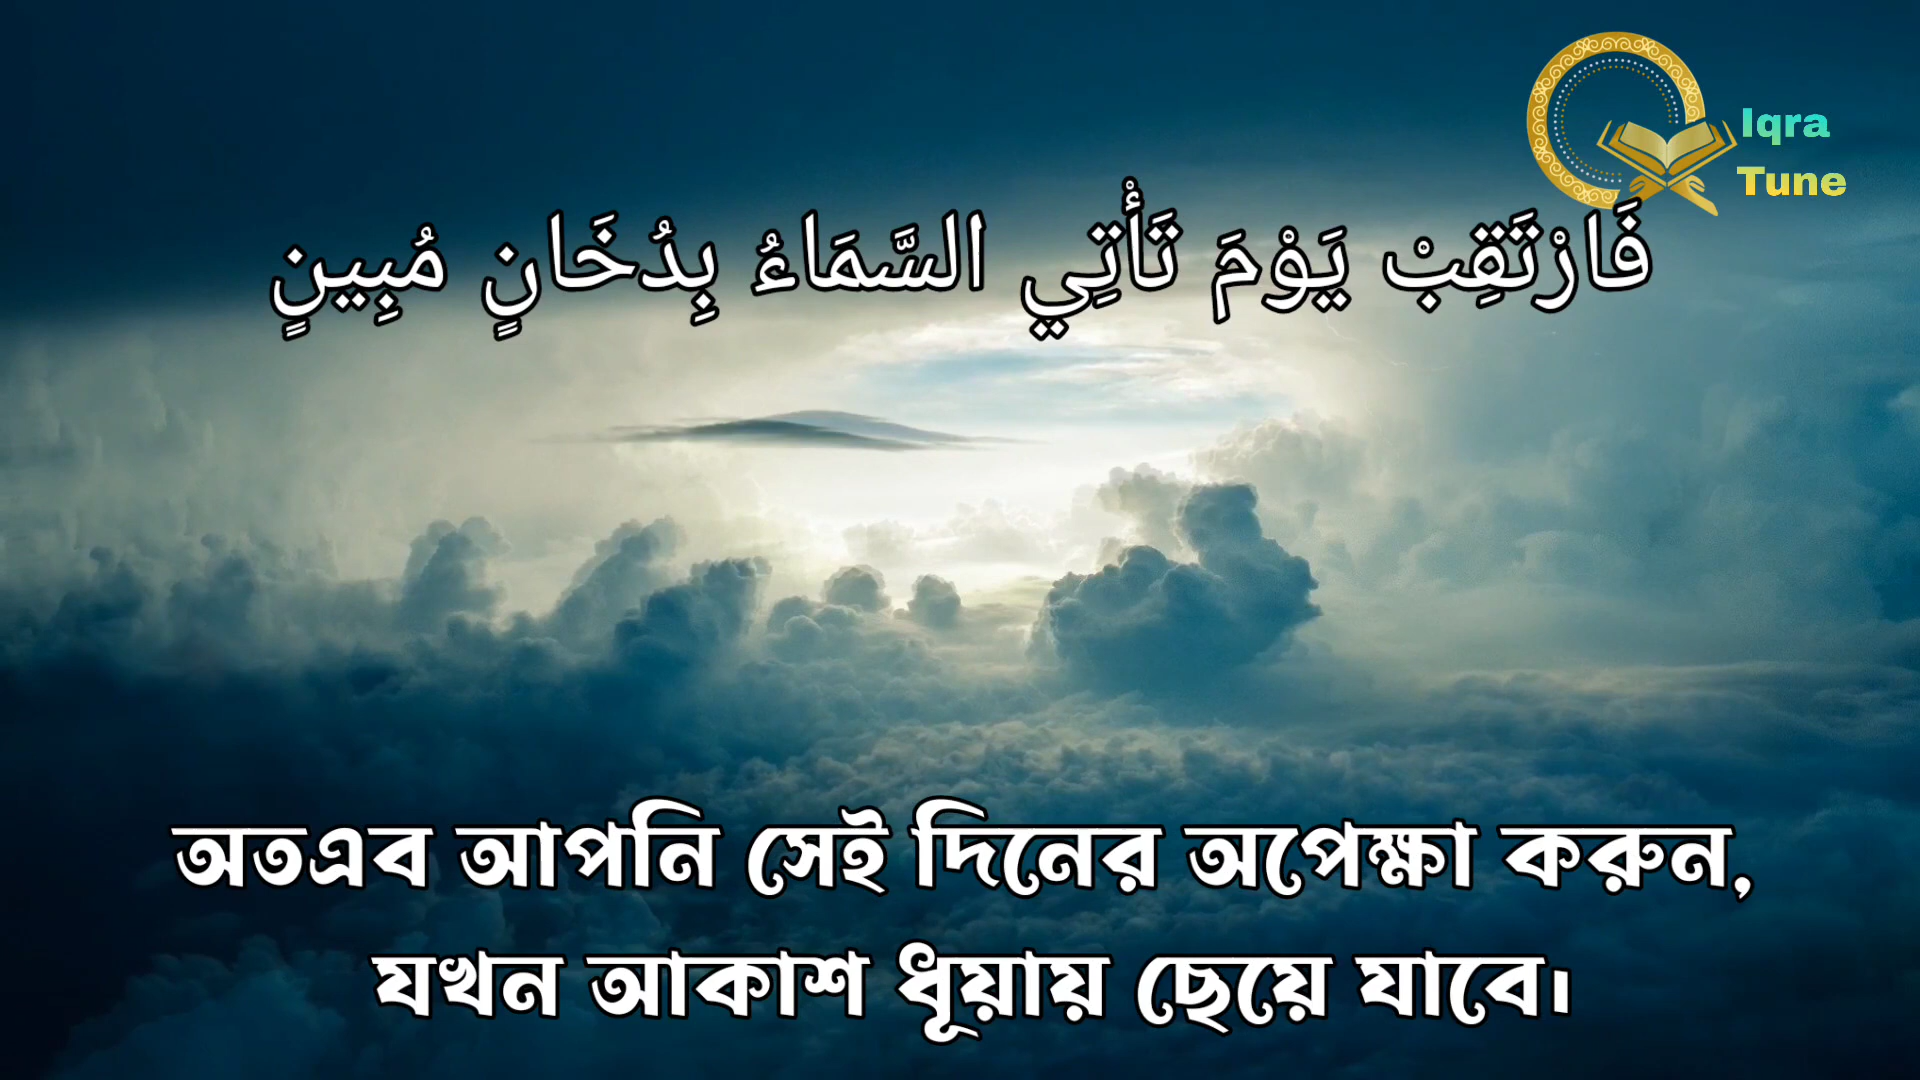 Iqra
Tune
فَارْتَقِبْ يَوْمَ تَأْتِي السَّمَاءُ بِدُخَانٍ مُبِينٍ
অতএব আপনি সেই দিনের অপেক্ষা করুন,
যখন আকাশ ধূয়ায় ছেয়ে যাবে।